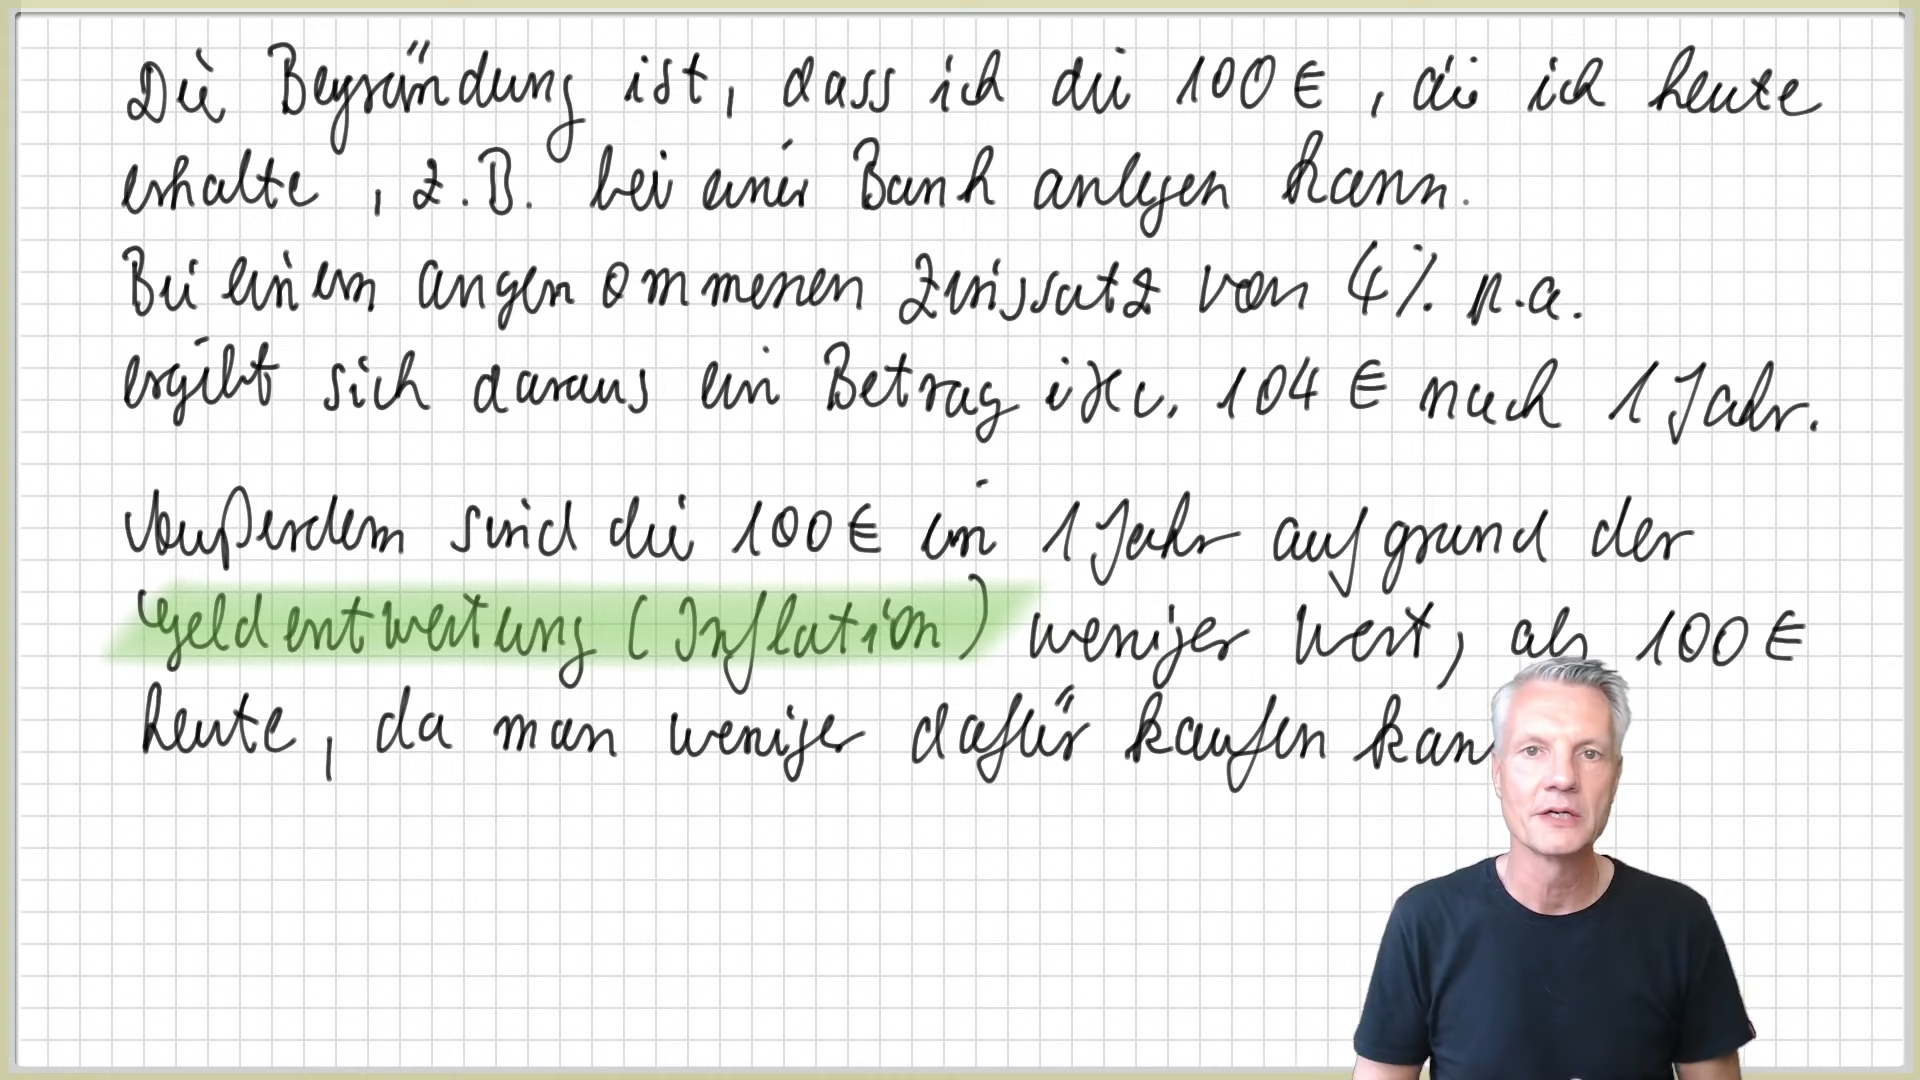 Die Begründung ist, dass ich die 100 €, die ich heute
erhalte, z.B. bei einer Bank anlegen kann.
Bei einem angenommenen Zinssatz von 4% p.a.
ergibt sich daraus ein Betrag i.H.v. 104 € nach 1 Jahr.
Außerdem sind die 100 € in 1 Jahr aufgrund der
Geldentwertung (Inflation) weniger wert, als 100 €
heute, da man weniger dafür kaufen kan